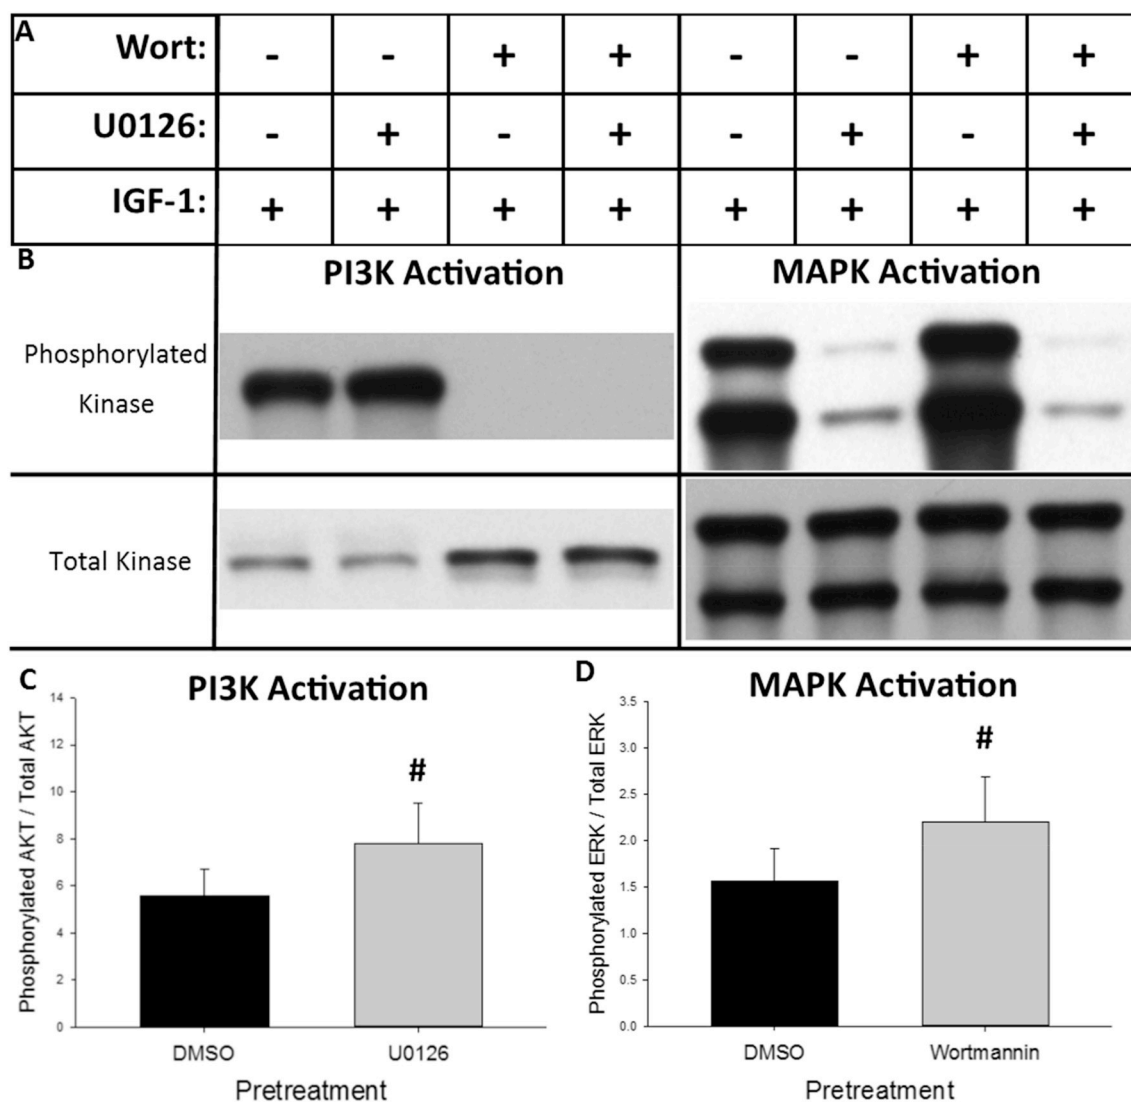 A
Wort: - - + + - - + +
U0126: - + - + - + - +
IGF-1: + + + + + + + +
B
PI3K Activation
MAPK Activation
Phosphorylated
Kinase
Total Kinase
C
PI3K Activation
Phosphorylated AKT / Total AKT
14
12
10
8
6
4
2
0
#
DMSO U0126
Pretreatment
D
MAPK Activation
Phosphorylated ERK / Total ERK
3.5
3.0
2.5
2.0
1.5
1.0
0.5
0.0
#
DMSO Wortmannin
Pretreatment